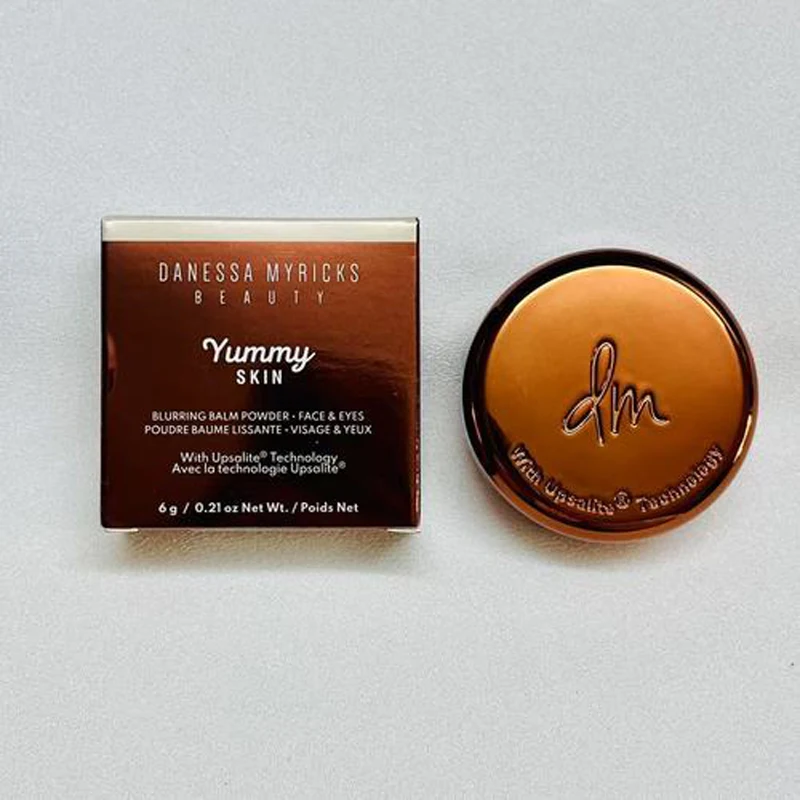 DANESSA MYRICKS
BEAUTY
Yummy
SKIN
BLURRING BALM POWDER • FACE & EYES
POUDRE BAUME LISSANTE • VISAGE & YEUX
With Upsalite® Technology
Avec la technologie Upsalite®
6 g / 0.21 oz Net Wt. / Poids Net
dm
With Upsalite® Technology